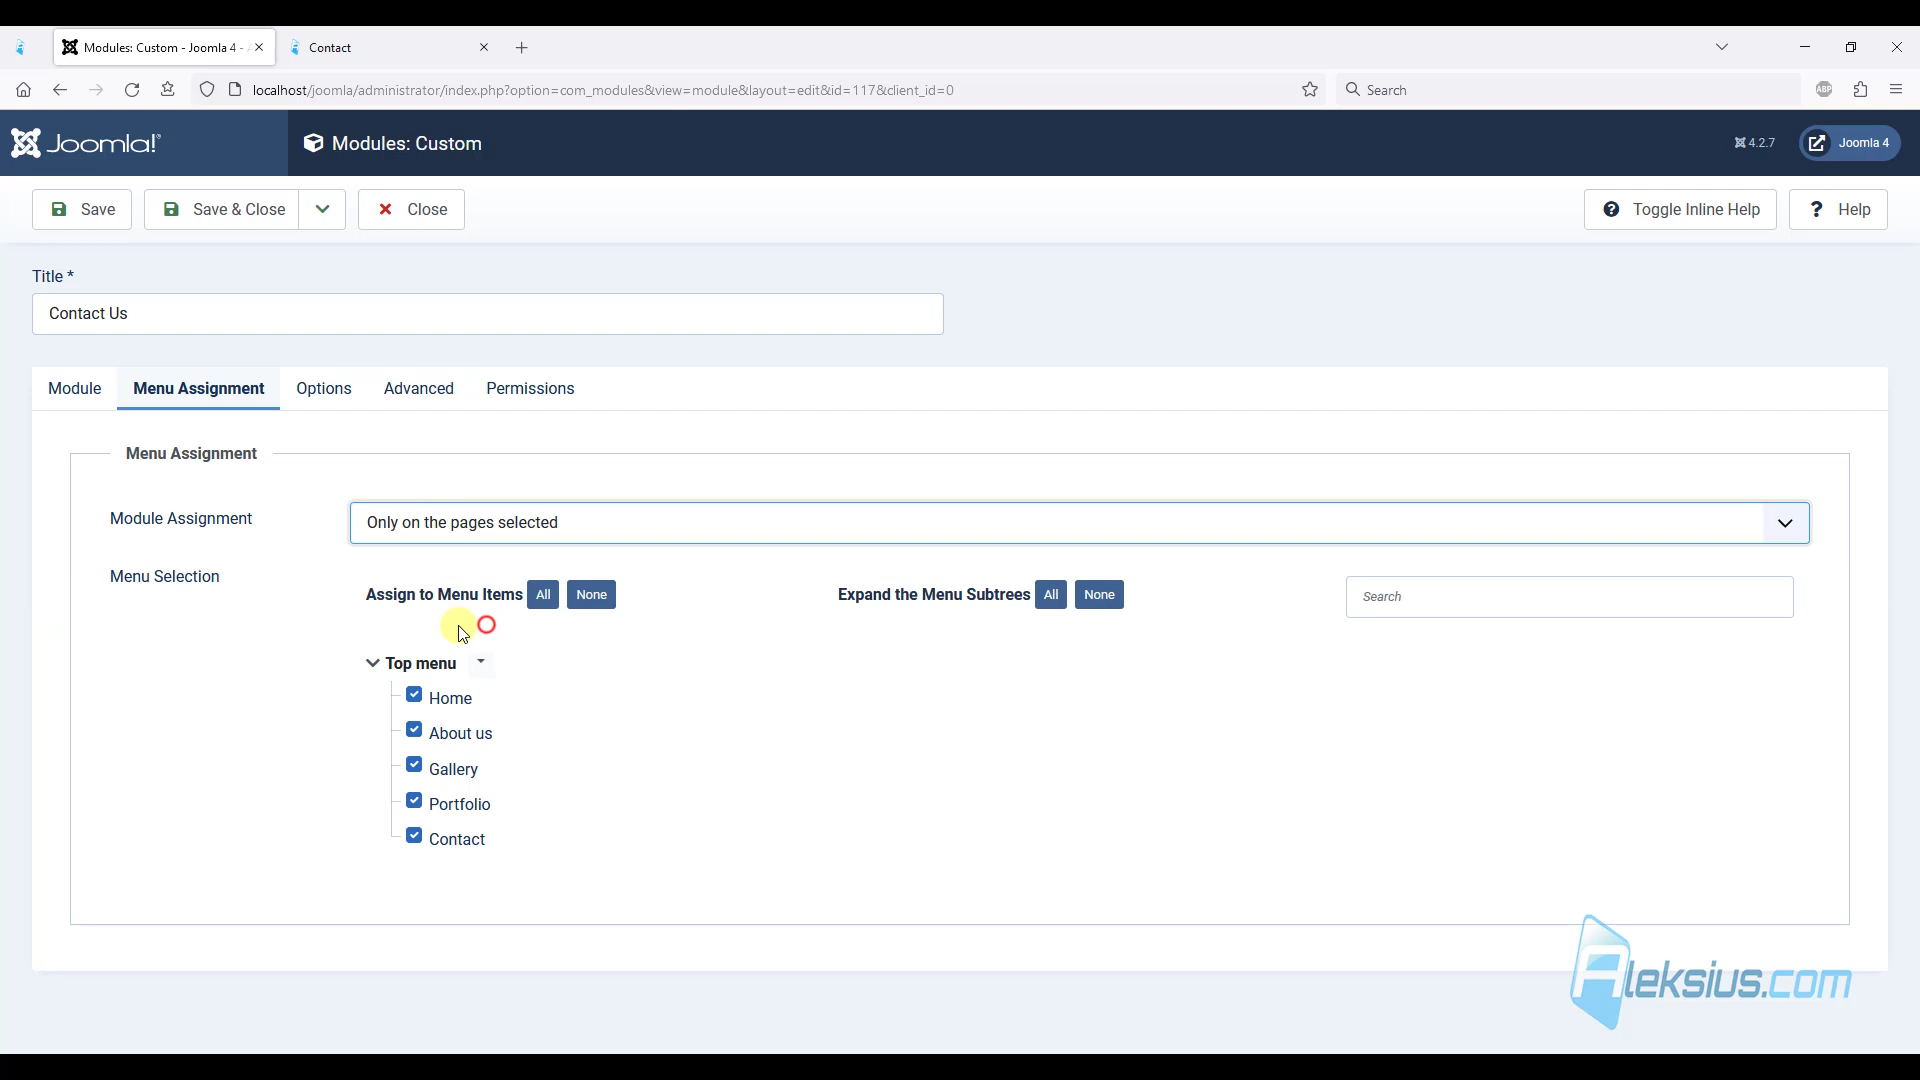 Modules: Custom - Joomla 4 -
Contact
localhost/joomla/administrator/index.php?option=com_modules&view=module&layout=edit&id=117&client_id=0
Search
ABP
Joomla!®
Modules: Custom
4.2.7
Joomla 4
Save
Save & Close
Close
Toggle Inline Help
Help
Title *
Contact Us
Module
Menu Assignment
Options
Advanced
Permissions
Menu Assignment
Module Assignment
Only on the pages selected
Menu Selection
Assign to Menu Items
All
None
Expand the Menu Subtrees
All
None
Search
Top menu
Home
About us
Gallery
Portfolio
Contact
Aleksius.com